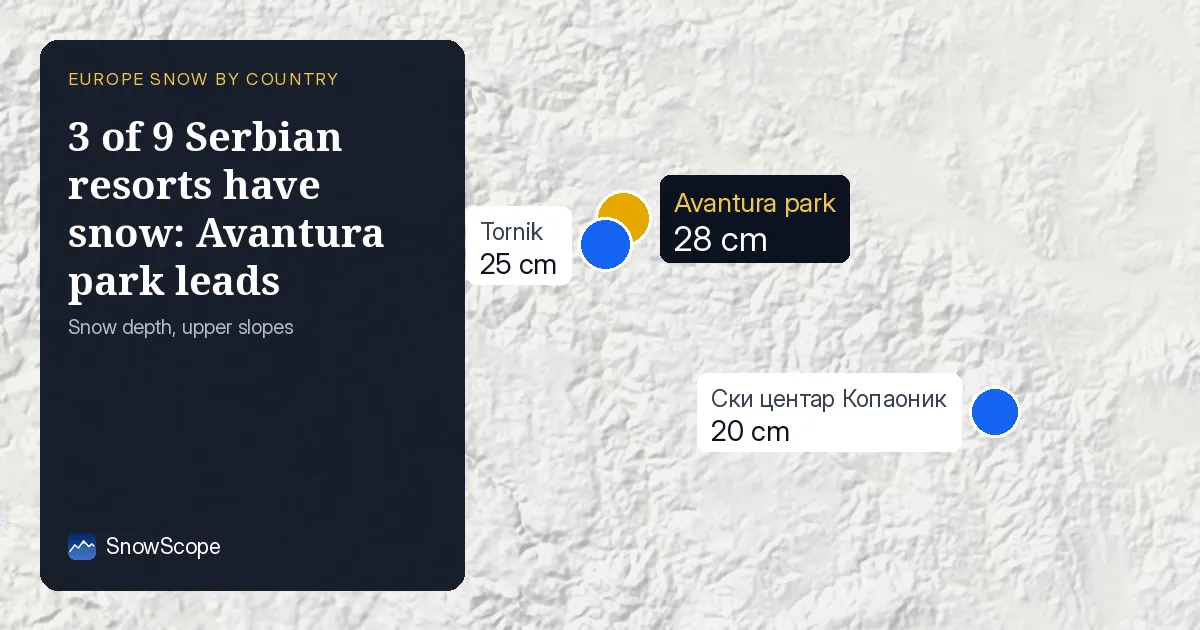 EUROPE SNOW BY COUNTRY
3 of 9 Serbian
resorts have
snow: Avantura
park leads
Snow depth, upper slopes
SnowScope
Tornik
25 cm
Avantura park
28 cm
Ски центар Копаоник
20 cm